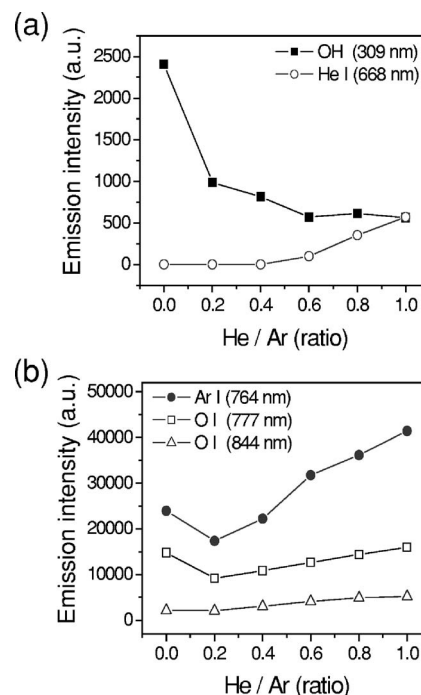 (a)
OH (309 nm)
He I (668 nm)
2500
2000
1500
1000
500
0
Emission intensity (a.u.)
0.0 0.2 0.4 0.6 0.8 1.0
He / Ar (ratio)
(b)
Ar I (764 nm)
O I (777 nm)
O I (844 nm)
50000
40000
30000
20000
10000
0
Emission intensity (a.u.)
0.0 0.2 0.4 0.6 0.8 1.0
He / Ar (ratio)